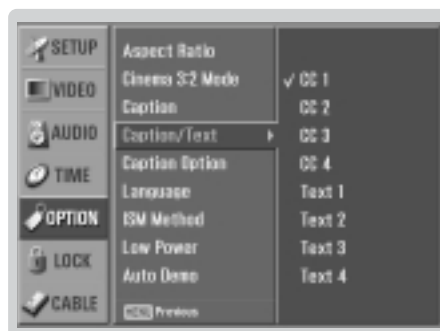 SETUP
VIDEO
AUDIO
TIME
OPTION
LOCK
CABLE
Aspect Ratio
Cinema 3:2 Mode
Caption
Caption/Text
Caption Option
Language
ISM Method
Low Power
Auto Demo
MENU Previous
✓ CC 1
CC 2
CC 3
CC 4
Text 1
Text 2
Text 3
Text 4